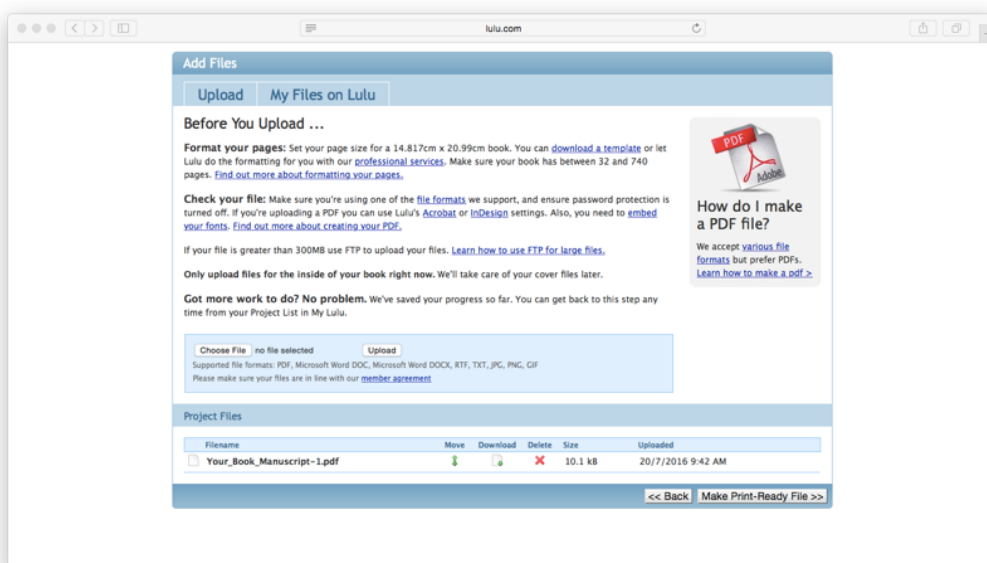 lulu.com
Add Files
Upload My Files on Lulu
Before You Upload ...
Format your pages: Set your page size for a 14.817cm x 20.99cm book. You can download a template or let
Lulu do the formatting for you with our professional services. Make sure your book has between 32 and 740
pages. Find out more about formatting your pages.
Check your file: Make sure you're using one of the file formats we support, and ensure password protection is
turned off. If you're uploading a PDF you can use Lulu's Acrobat or InDesign settings. Also, you need to embed
your fonts. Find out more about creating your PDF.
If your file is greater than 300MB use FTP to upload your files. Learn how to use FTP for large files.
Only upload files for the inside of your book right now. We'll take care of your cover files later.
Got more work to do? No problem. We've saved your progress so far. You can get back to this step any
time from your Project List in My Lulu.
PDF
Adobe
How do I make
a PDF file?
We accept various file
formats but prefer PDFs.
Learn how to make a pdf >
Choose File no file selected Upload
Supported file formats: PDF, Microsoft Word DOC, Microsoft Word DOCX, RTF, TXT, JPG, PNG, GIF
Please make sure your files are in line with our member agreement
Project Files
Filename Move Download Delete Size Uploaded
Your_Book_Manuscript-1.pdf 10.1 kB 20/7/2016 9:42 AM
<< Back Make Print-Ready File >>